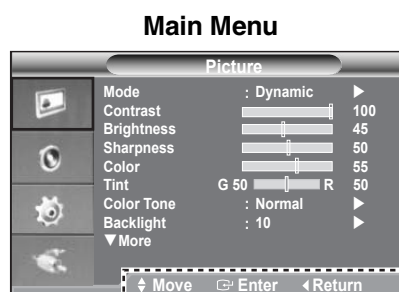 Main Menu
Picture
Mode : Dynamic ▶
Contrast 100
Brightness 45
Sharpness 50
Color 55
Tint G 50 R 50
Color Tone : Normal ▶
Backlight : 10 ▶
▼More
Move Enter Return